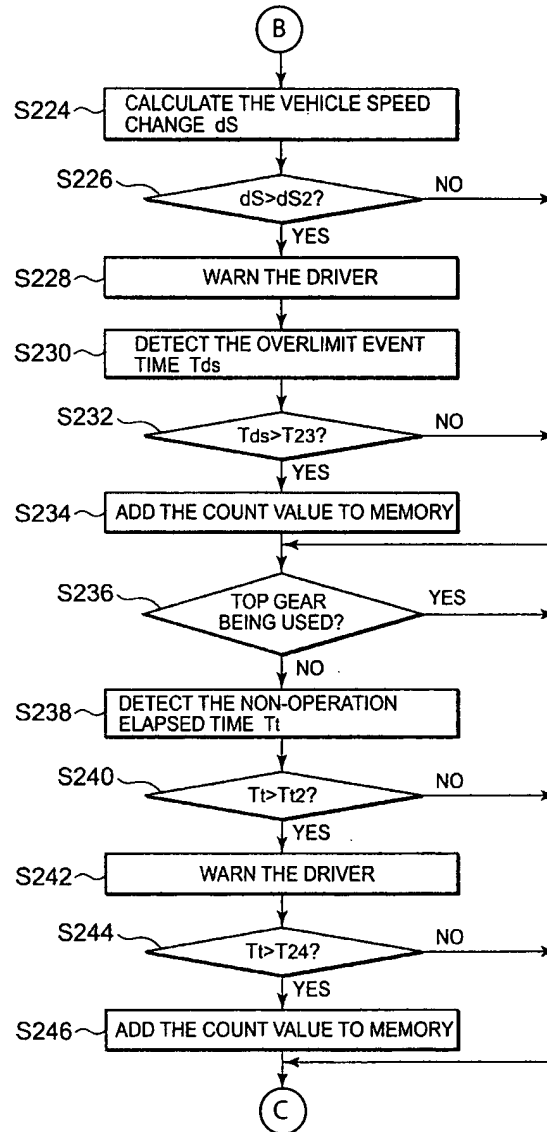 B
S224
CALCULATE THE VEHICLE SPEED
CHANGE dS
S226
dS>dS2?
NO
YES
S228
WARN THE DRIVER
S230
DETECT THE OVERLIMIT EVENT
TIME Tds
S232
Tds>T23?
NO
YES
S234
ADD THE COUNT VALUE TO MEMORY
S236
TOP GEAR
BEING USED?
YES
NO
S238
DETECT THE NON-OPERATION
ELAPSED TIME Tt
S240
Tt>Tt2?
NO
YES
S242
WARN THE DRIVER
S244
Tt>T24?
NO
YES
S246
ADD THE COUNT VALUE TO MEMORY
C